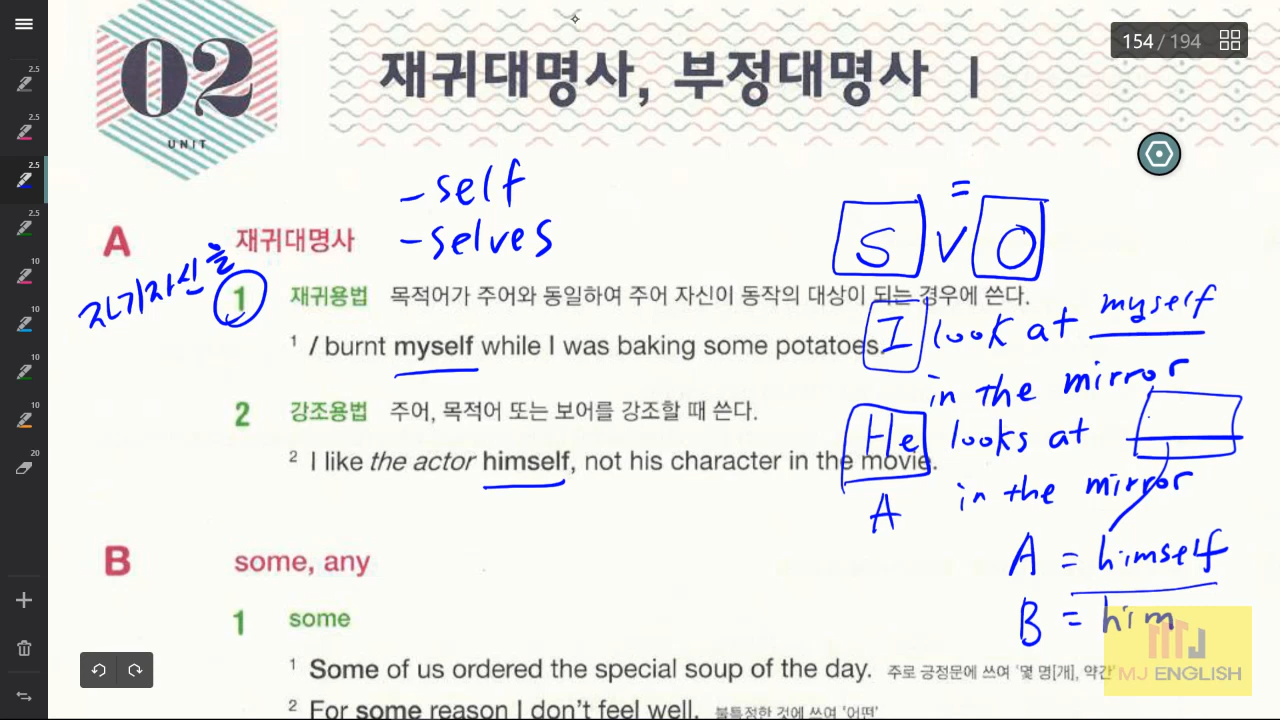 154 / 194
02
UNIT
재귀대명사, 부정대명사 I
2.5
2.5
2.5
2.5
10
10
10
10
20
-self
-selves
=
S V O
A 재귀대명사
자기자신을
1 재귀용법 목적어가 주어와 동일하여 주어 자신이 동작의 대상이 되는 경우에 쓴다.
1 I burnt myself while I was baking some potatoes.
I look at myself
in the mirror
2 강조용법 주어, 목적어 또는 보어를 강조할 때 쓴다.
2 I like the actor himself, not his character in the movie.
He looks at
in the mirror
A
A = himself
B = him
B some, any
1 some
1 Some of us ordered the special soup of the day. 주로 긍정문에 쓰여 '몇 명[개], 약간'
2 For some reason I don't feel well. 불특정한 것에 쓰여 '어떤'
MJ
MJ ENGLISH